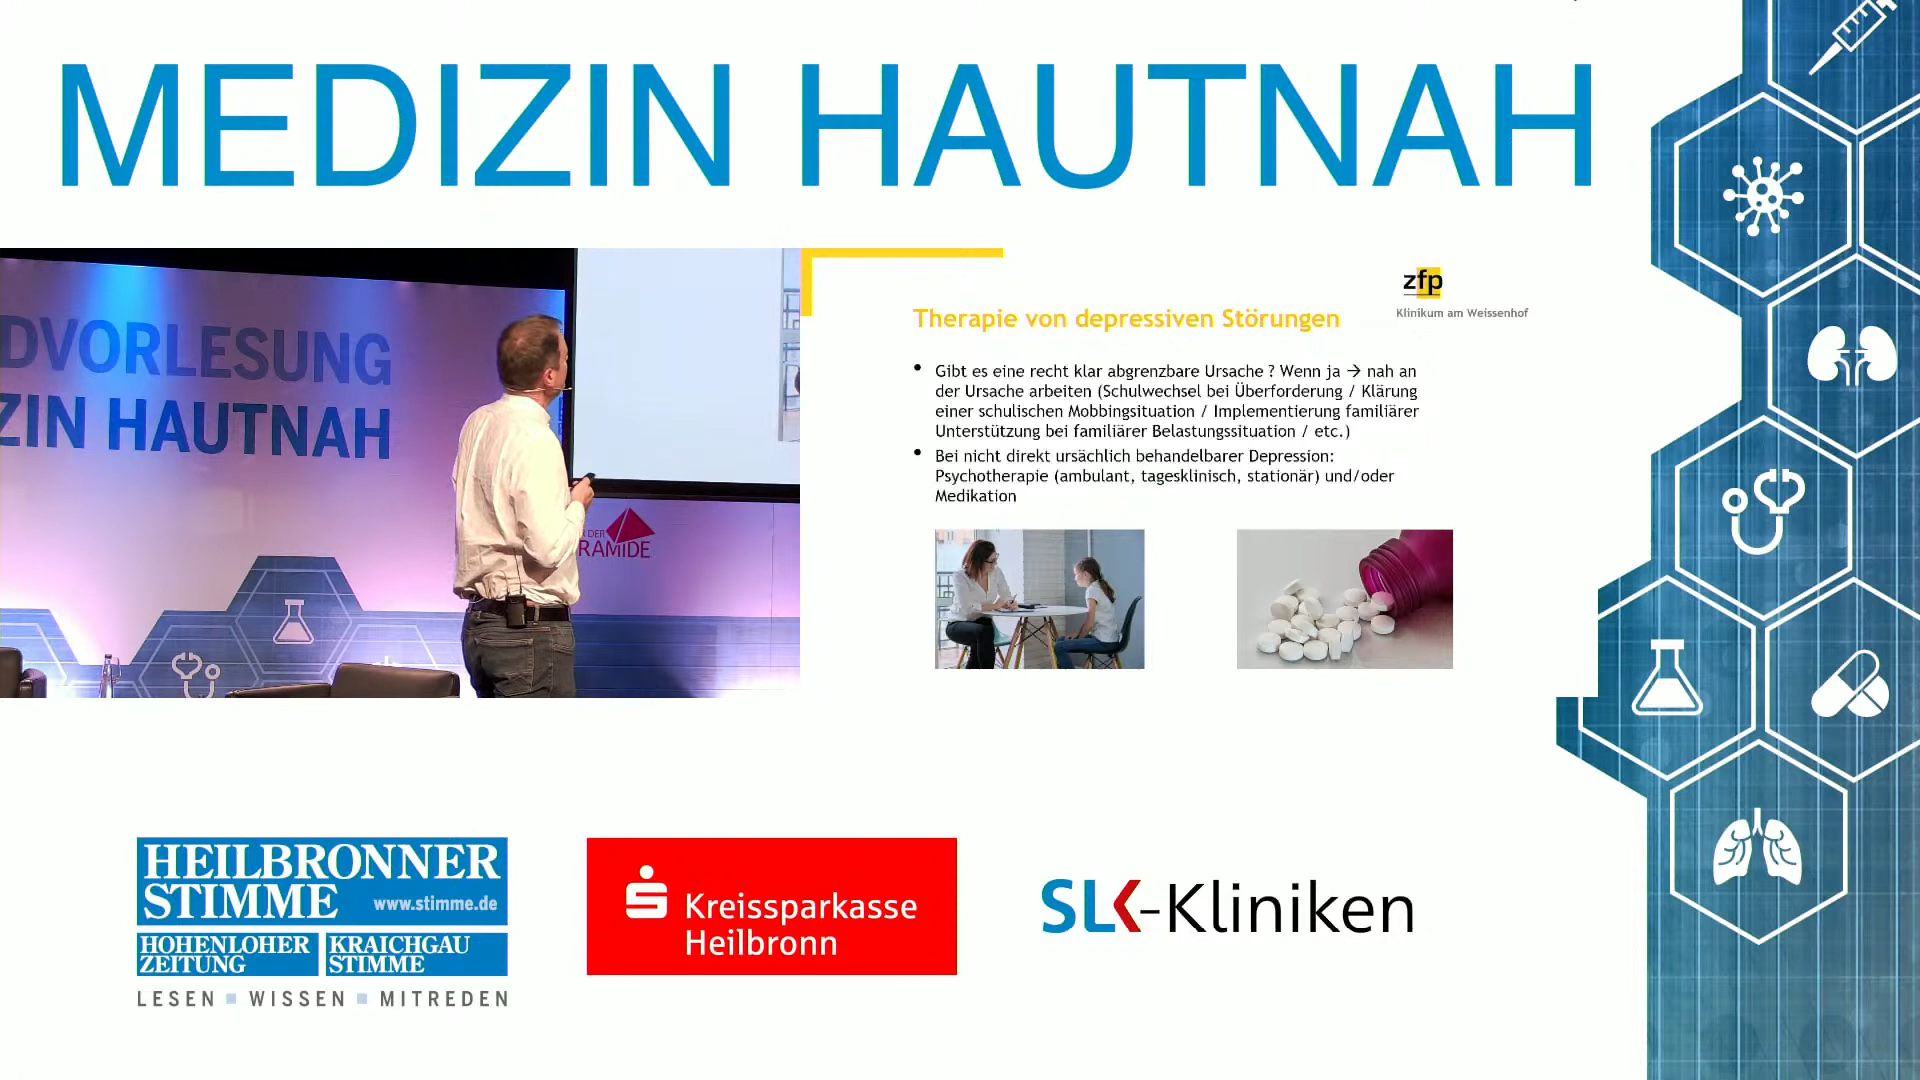 MEDIZIN HAUTNAH
DVORLESUNG
ZIN HAUTNAH
DER
RAMIDE
zfp
Klinikum am Weissenhof
Therapie von depressiven Störungen
• Gibt es eine recht klar abgrenzbare Ursache ? Wenn ja → nah an
der Ursache arbeiten (Schulwechsel bei Überforderung / Klärung
einer schulischen Mobbingsituation / Implementierung familiärer
Unterstützung bei familiärer Belastungssituation / etc.)
• Bei nicht direkt ursächlich behandelbarer Depression:
Psychotherapie (ambulant, tagesklinisch, stationär) und/oder
Medikation
HEILBRONNER
STIMME www.stimme.de
HOHENLOHER
ZEITUNG
KRAICHGAU
STIMME
LESEN ■ WISSEN ■ MITREDEN
Kreissparkasse
Heilbronn
SLK-Kliniken